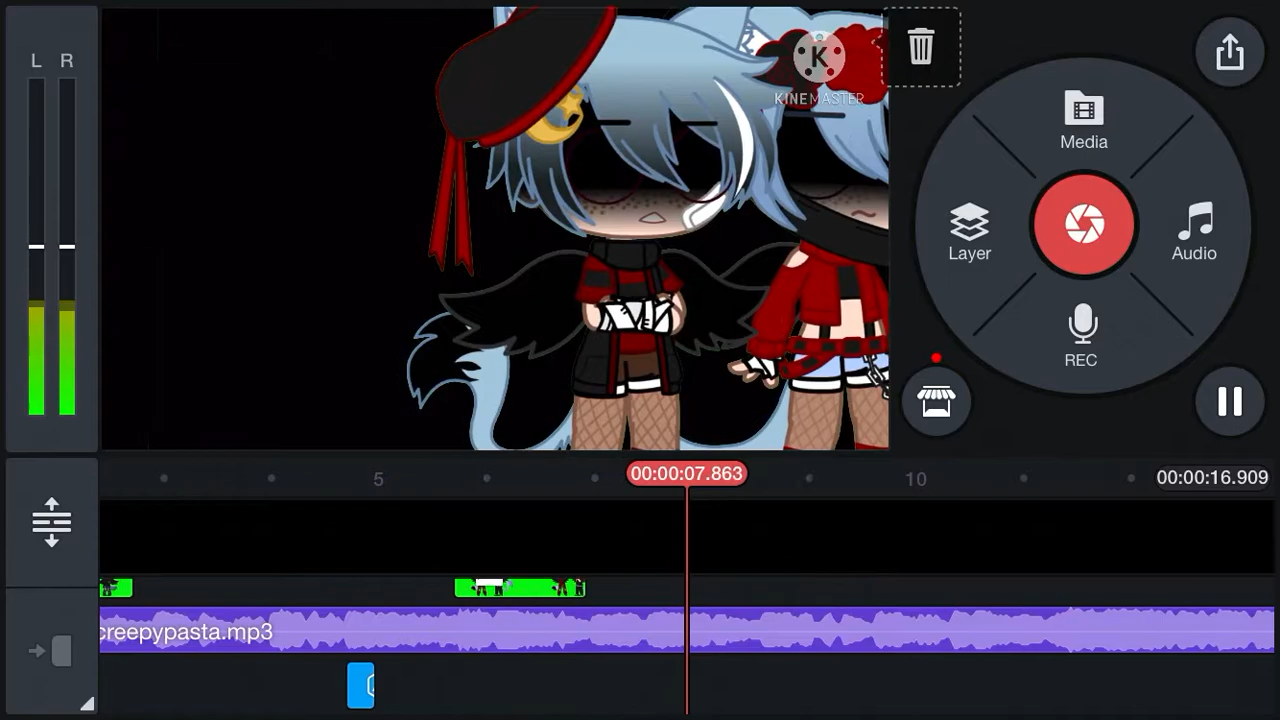 L R
K
KINEMASTER
Media
Layer
Audio
REC
5
00:00:07.863
10
00:00:16.909
creepypasta.mp3